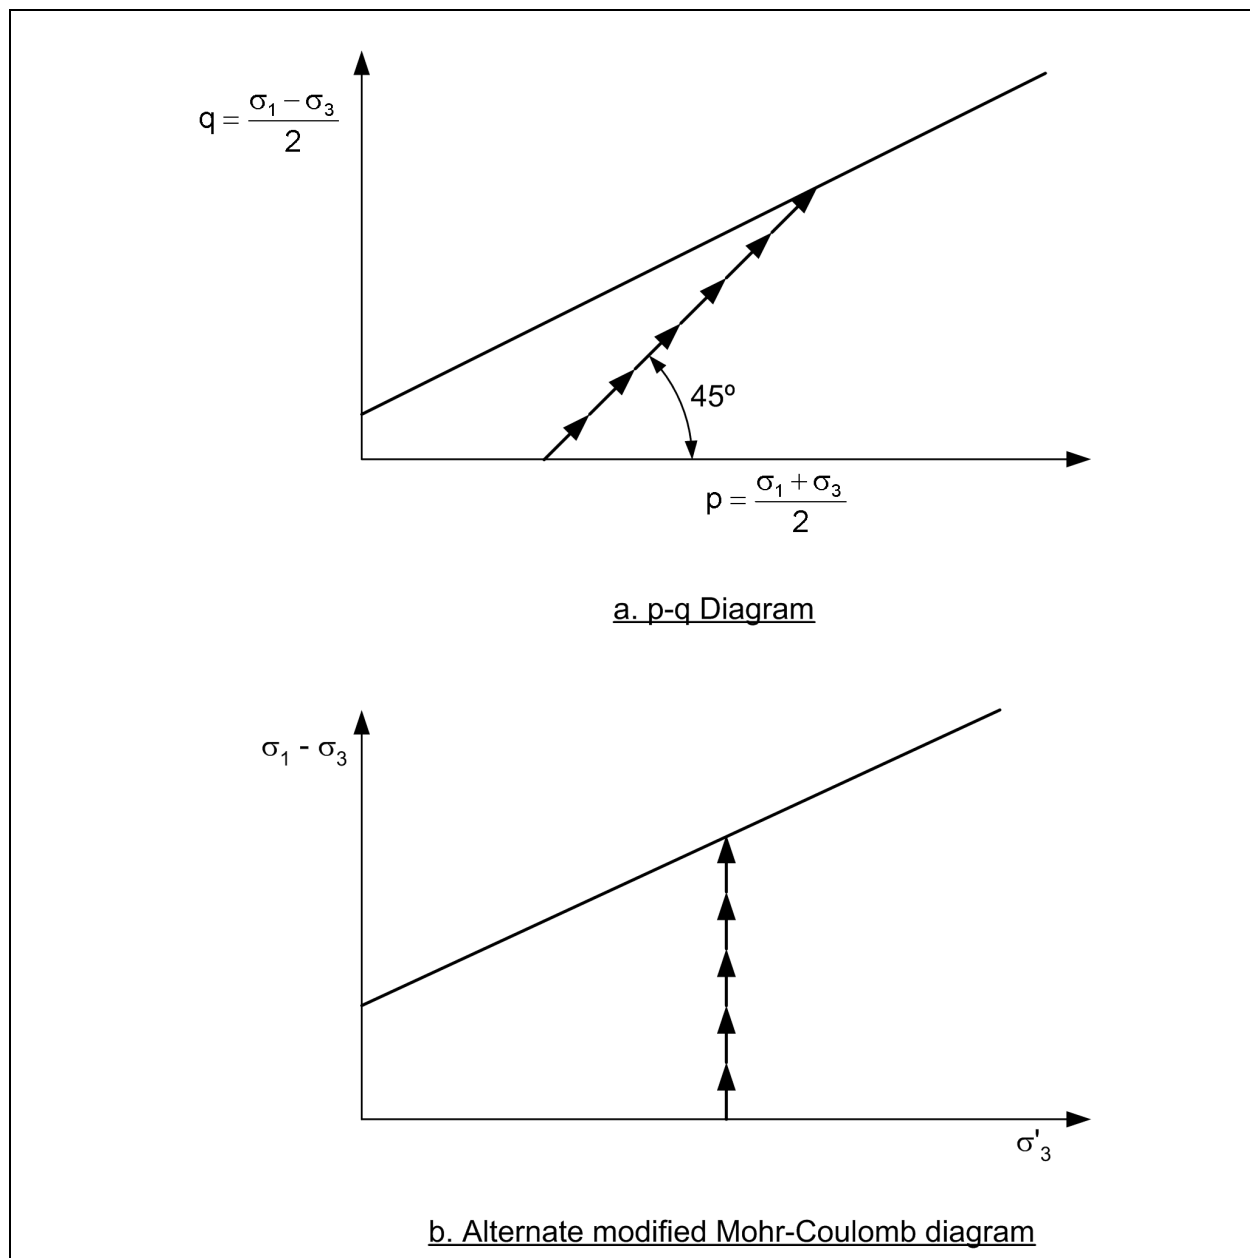 q = (σ₁ − σ₃)/2
45º
p = (σ₁ + σ₃)/2
a. p-q Diagram
σ₁ - σ₃
σ'₃
b. Alternate modified Mohr-Coulomb diagram